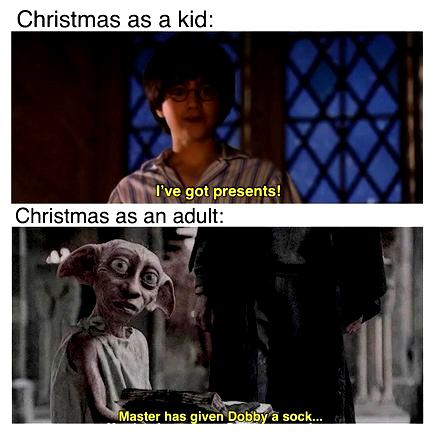 Christmas as a kid:
I've got presents!
Christmas as an adult:
Master has given Dobby a sock...